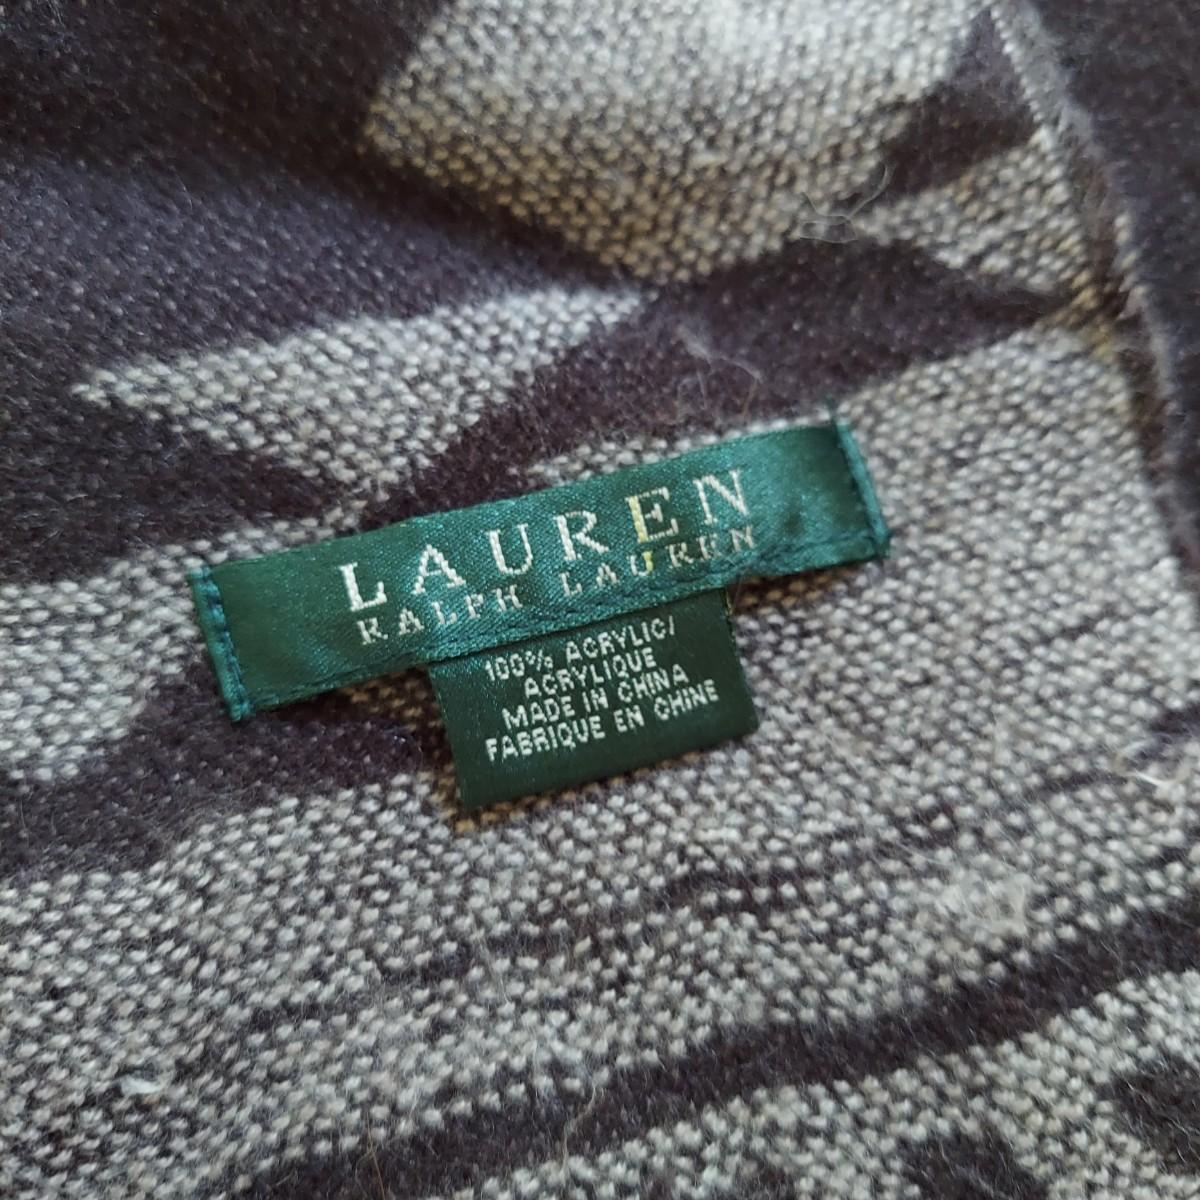 LAUREN
RALPH LAUREN
100% ACRYLIC/
ACRYLIQUE
MADE IN CHINA
FABRIQUE EN CHINE